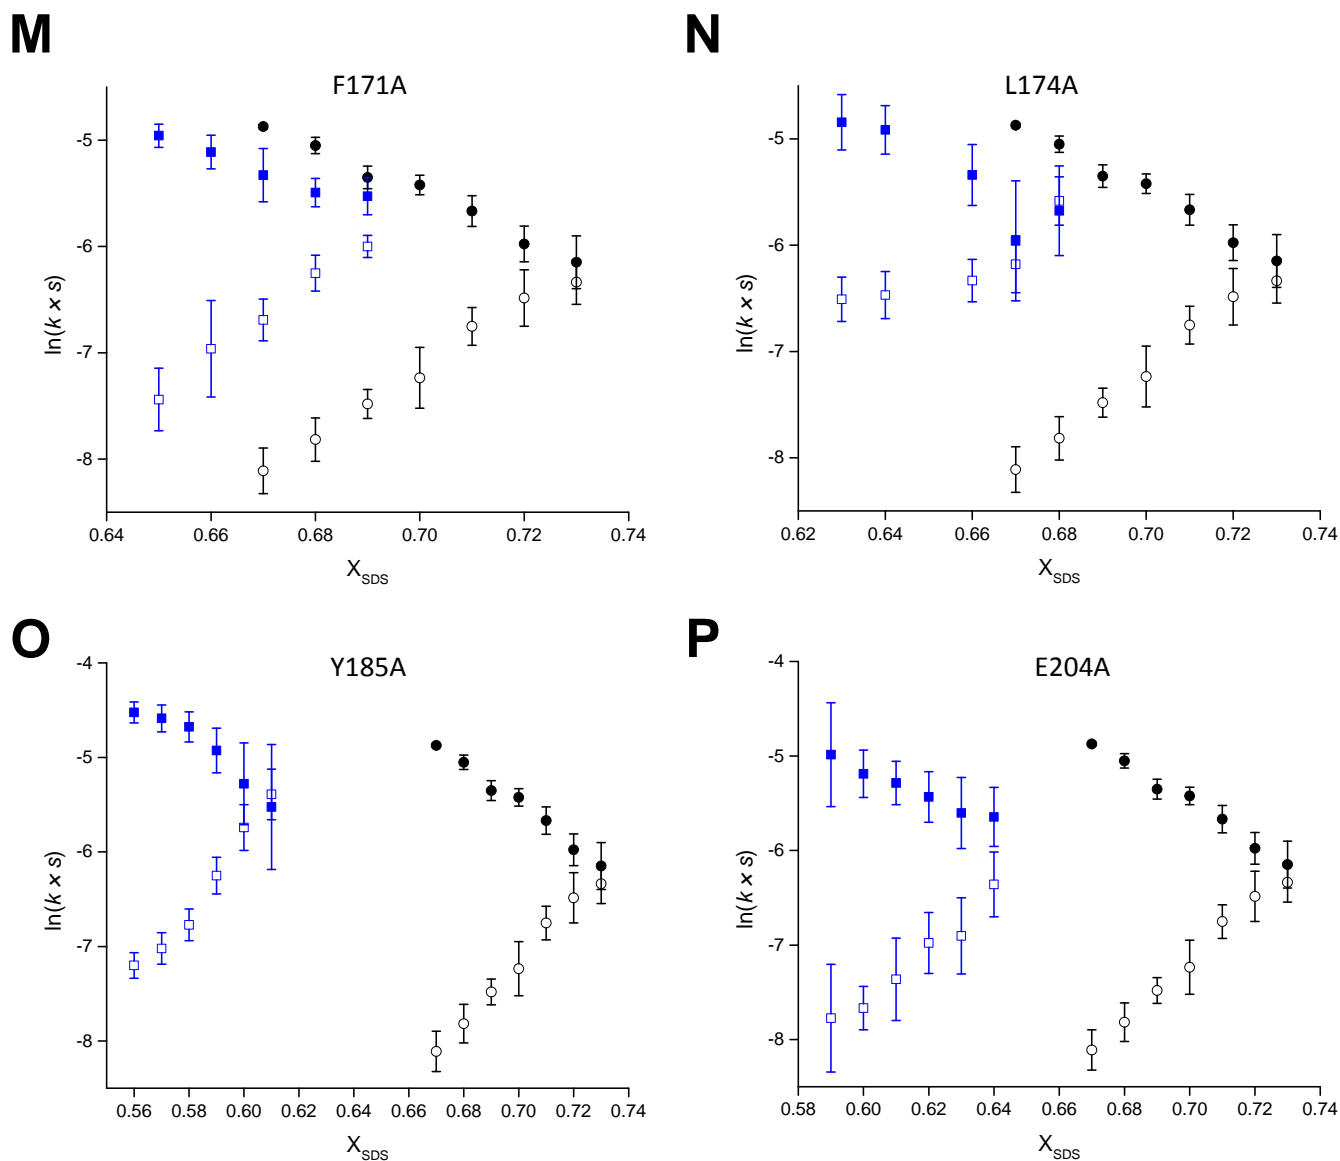 M
F171A
-5
-6
-7
-8
ln(k × s)
0.64 0.66 0.68 0.70 0.72 0.74
XSDS
N
L174A
-5
-6
-7
-8
ln(k × s)
0.62 0.64 0.66 0.68 0.70 0.72 0.74
XSDS
O
Y185A
-4
-5
-6
-7
-8
ln(k × s)
0.56 0.58 0.60 0.62 0.64 0.66 0.68 0.70 0.72 0.74
XSDS
P
E204A
-4
-5
-6
-7
-8
ln(k × s)
0.58 0.60 0.62 0.64 0.66 0.68 0.70 0.72 0.74
XSDS